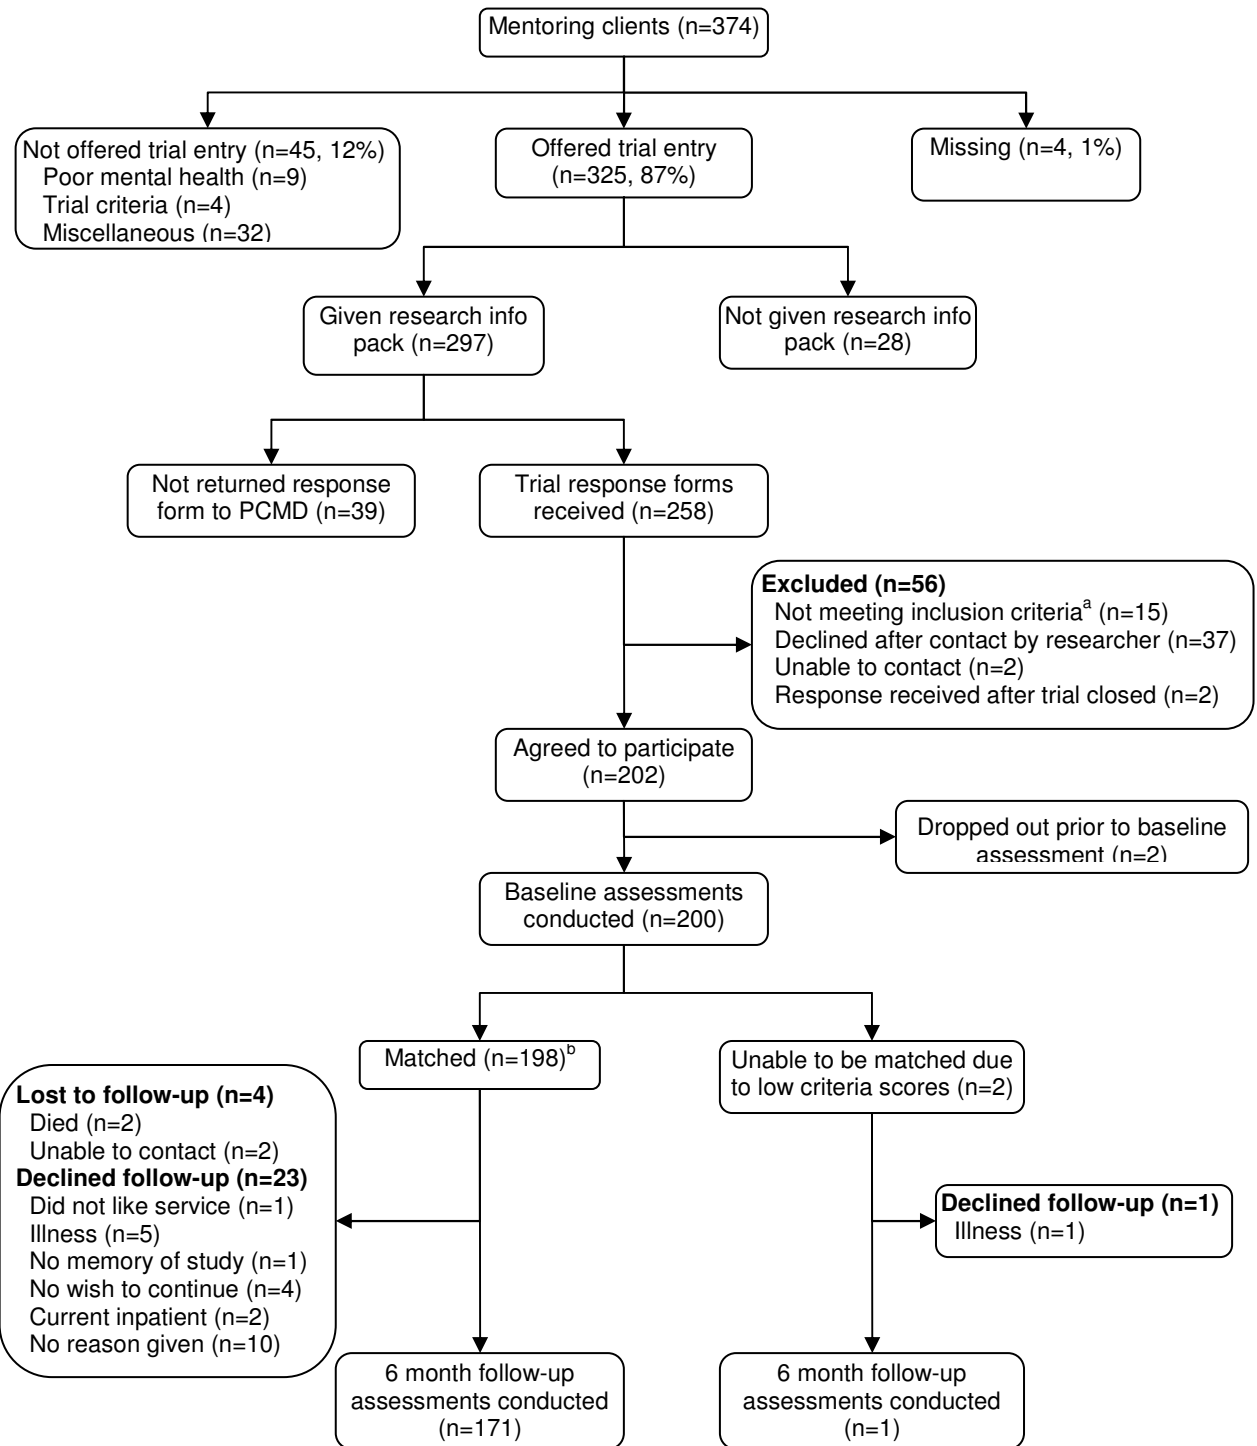 Mentoring clients (n=374)
Not offered trial entry (n=45, 12%)
Poor mental health (n=9)
Trial criteria (n=4)
Miscellaneous (n=32)
Offered trial entry
(n=325, 87%)
Missing (n=4, 1%)
Given research info
pack (n=297)
Not given research info
pack (n=28)
Not returned response
form to PCMD (n=39)
Trial response forms
received (n=258)
Excluded (n=56)
Not meeting inclusion criteriaᵃ (n=15)
Declined after contact by researcher (n=37)
Unable to contact (n=2)
Response received after trial closed (n=2)
Agreed to participate
(n=202)
Dropped out prior to baseline
assessment (n=2)
Baseline assessments
conducted (n=200)
Matched (n=198)ᵇ
Unable to be matched due
to low criteria scores (n=2)
Lost to follow-up (n=4)
Died (n=2)
Unable to contact (n=2)
Declined follow-up (n=23)
Did not like service (n=1)
Illness (n=5)
No memory of study (n=1)
No wish to continue (n=4)
Current inpatient (n=2)
No reason given (n=10)
Declined follow-up (n=1)
Illness (n=1)
6 month follow-up
assessments conducted
(n=171)
6 month follow-up
assessments conducted
(n=1)